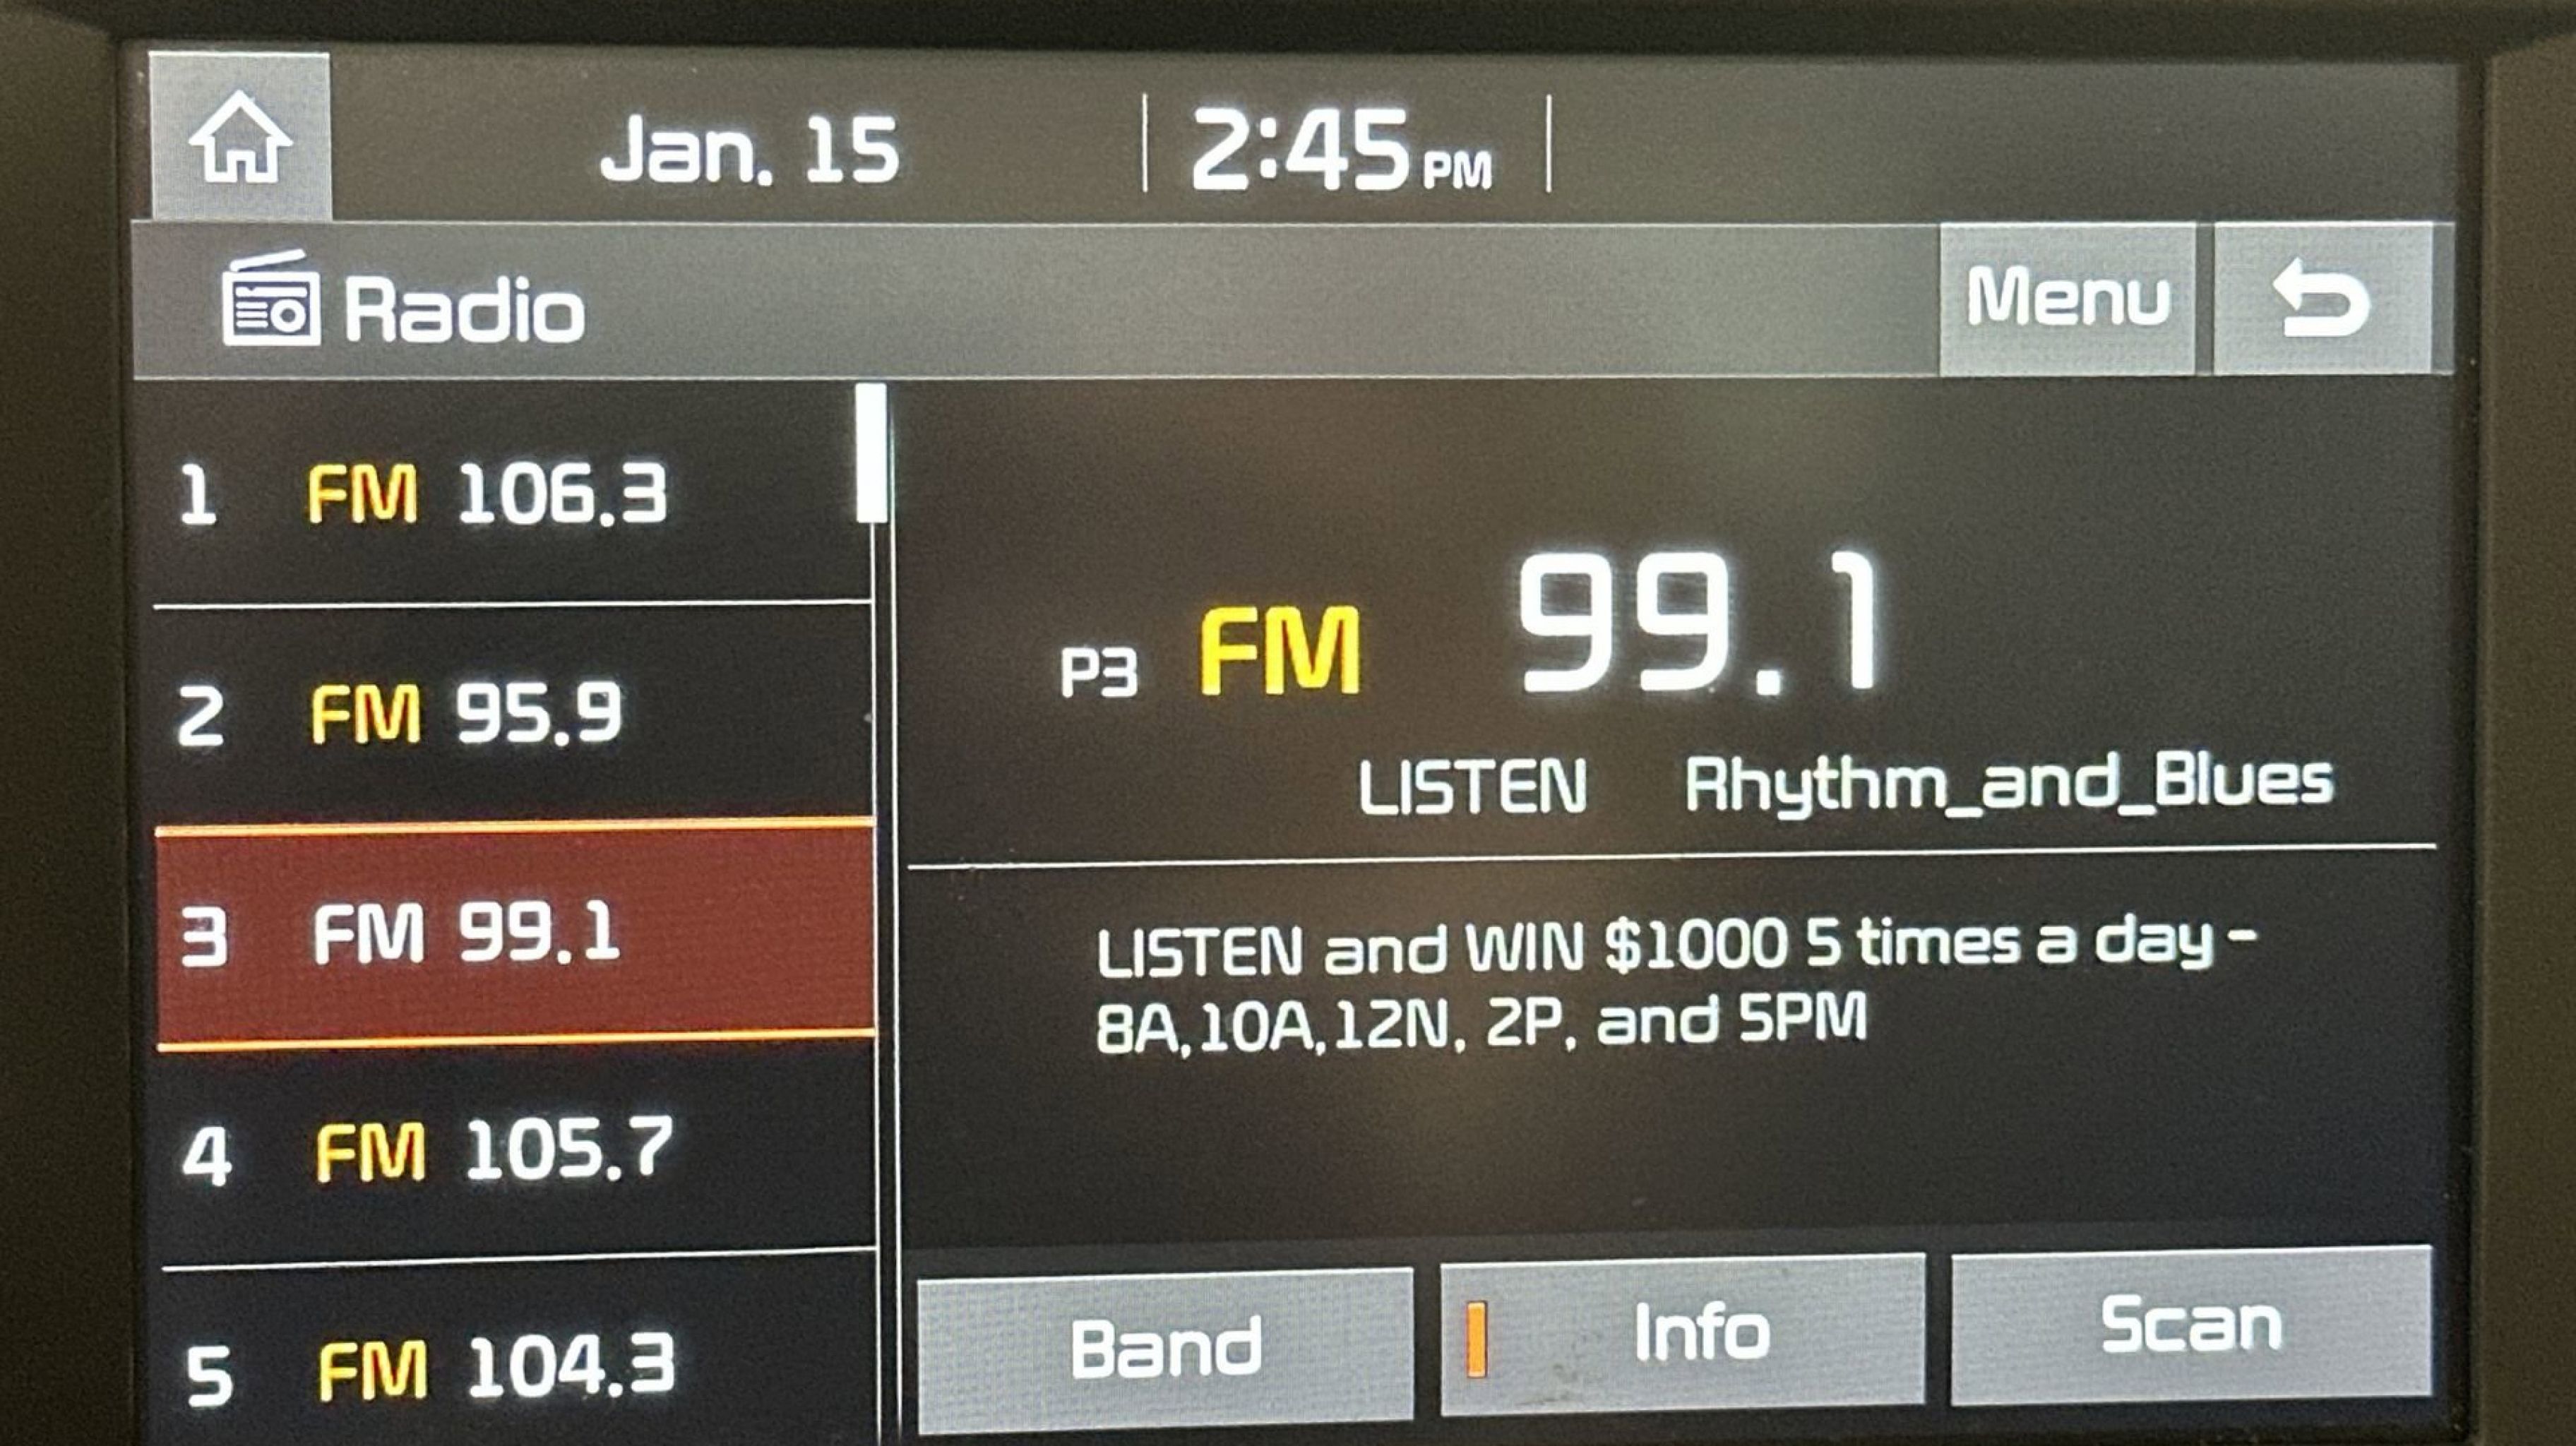 Jan. 15
2:45 PM
Radio
Menu
1 FM 106.3
2 FM 95.9
3 FM 99.1
4 FM 105.7
5 FM 104.3
P3 FM 99.1
LISTEN Rhythm_and_Blues
LISTEN and WIN $1000 5 times a day -
8A,10A,12N, 2P, and 5PM
Band
Info
Scan